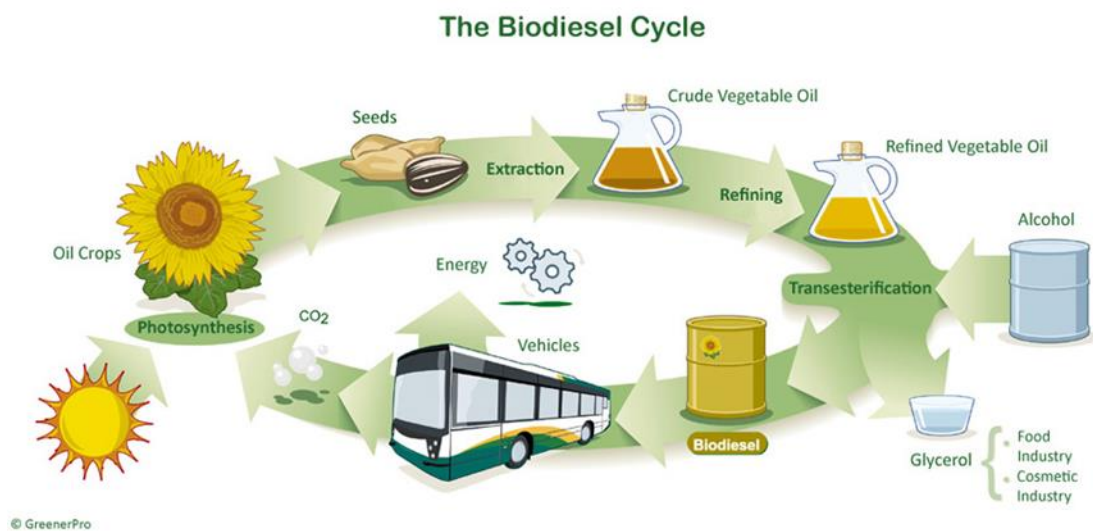 The Biodiesel Cycle
Seeds
Crude Vegetable Oil
Refined Vegetable Oil
Extraction
Refining
Alcohol
Oil Crops
Energy
Transesterification
Photosynthesis
CO2
Vehicles
Biodiesel
Glycerol
· Food
Industry
· Cosmetic
Industry
© GreenerPro